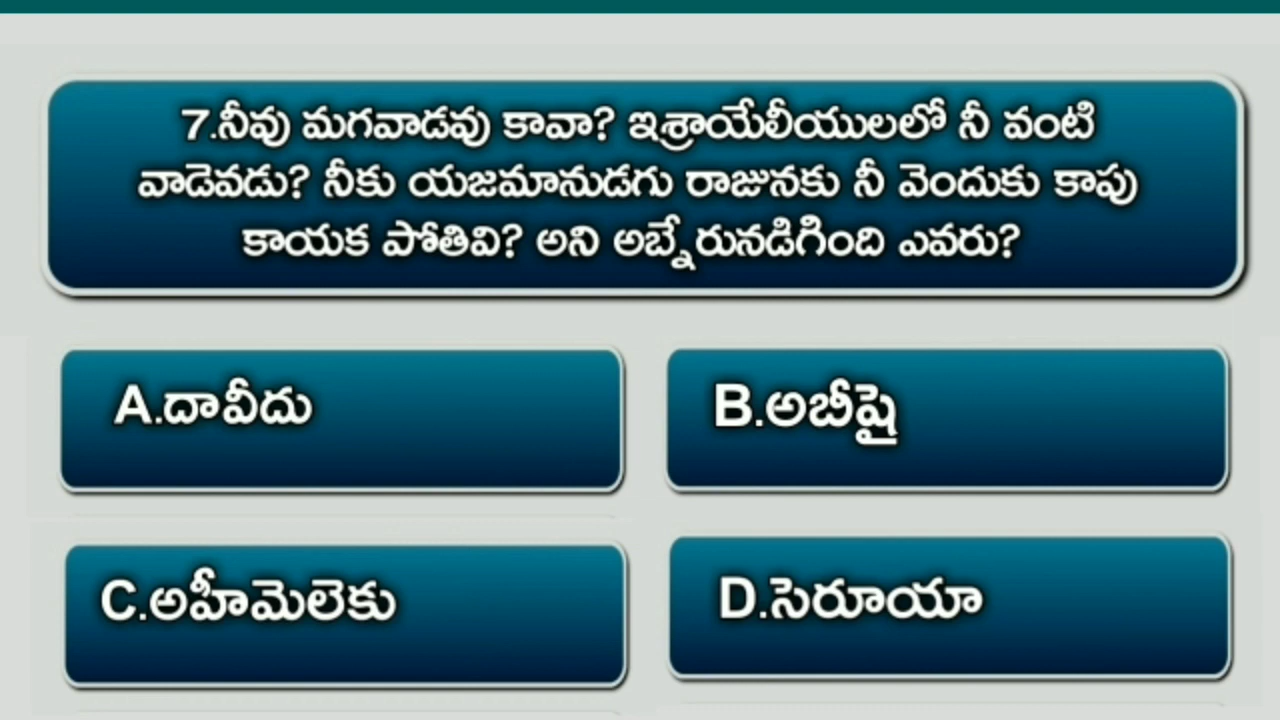 7.నీవు మగవాడవు కావా? ఇశ్రాయేలీయులలో నీ వంటి
వాడెవడు? నీకు యజమానుడగు రాజునకు నీ వెందుకు కాపు
కాయక పోతివి? అని అబ్నేరునడిగింది ఎవరు?
A.దావీదు
B.అబీషై
C.అహీమెలెకు
D.సెరూయా